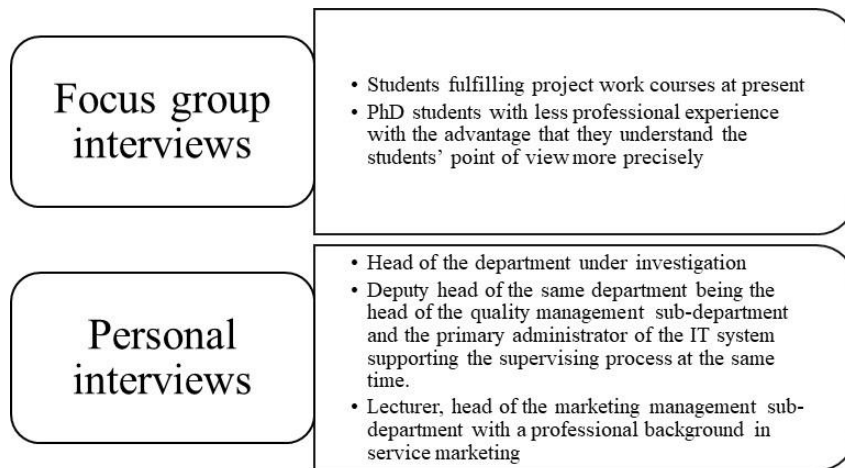 Focus group
interviews
• Students fulfilling project work courses at present
• PhD students with less professional experience
with the advantage that they understand the
students’ point of view more precisely
Personal
interviews
• Head of the department under investigation
• Deputy head of the same department being the
head of the quality management sub-department
and the primary administrator of the IT system
supporting the supervising process at the same
time.
• Lecturer, head of the marketing management sub-
department with a professional background in
service marketing